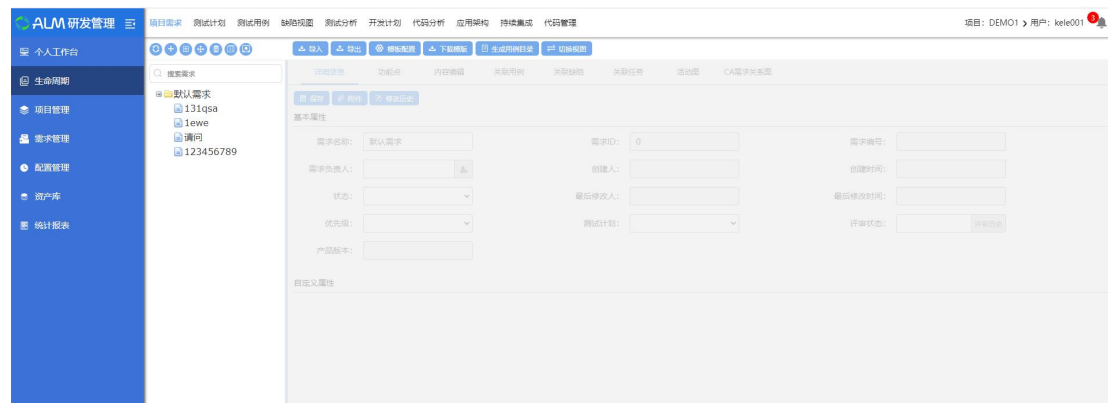 ALM 研发管理
项目需求 测试计划 测试用例 缺陷视图 测试分析 开发计划 代码分析 应用架构 持续集成 代码管理
项目: DEMO1 > 用户: kele001
3
个人工作台
生命周期
项目管理
需求管理
配置管理
资产库
统计报表
搜索需求
默认需求
131qsa
1ewe
请问
123456789
导入 导出 模板配置 下载模版 生成用例目录 切换视图
详细信息 功能点 内容编辑 关联用例 关联缺陷 关联任务 活动图 CA需求关系图
保存 附件 修改历史
基本属性
需求名称: 默认需求 需求ID: 0 需求编号:
需求负责人: 创建人: 创建时间:
状态: 最后修改人: 最后修改时间:
优先级: 测试计划: 评审状态: 评审历史
产品版本:
自定义属性